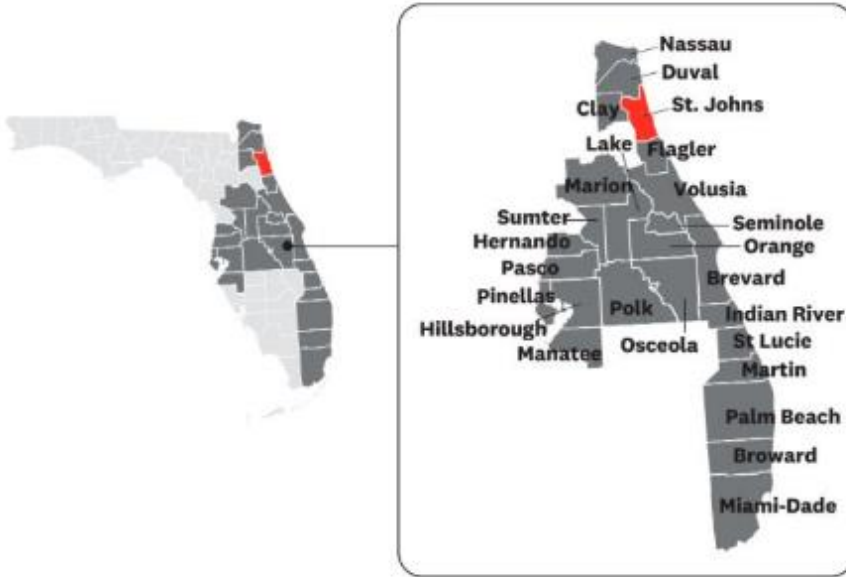 Nassau
Duval
Clay
St. Johns
Lake
Flagler
Marion
Volusia
Sumter
Seminole
Hernando
Orange
Pasco
Brevard
Pinellas
Polk
Indian River
Hillsborough
Osceola
St Lucie
Manatee
Martin
Palm Beach
Broward
Miami-Dade